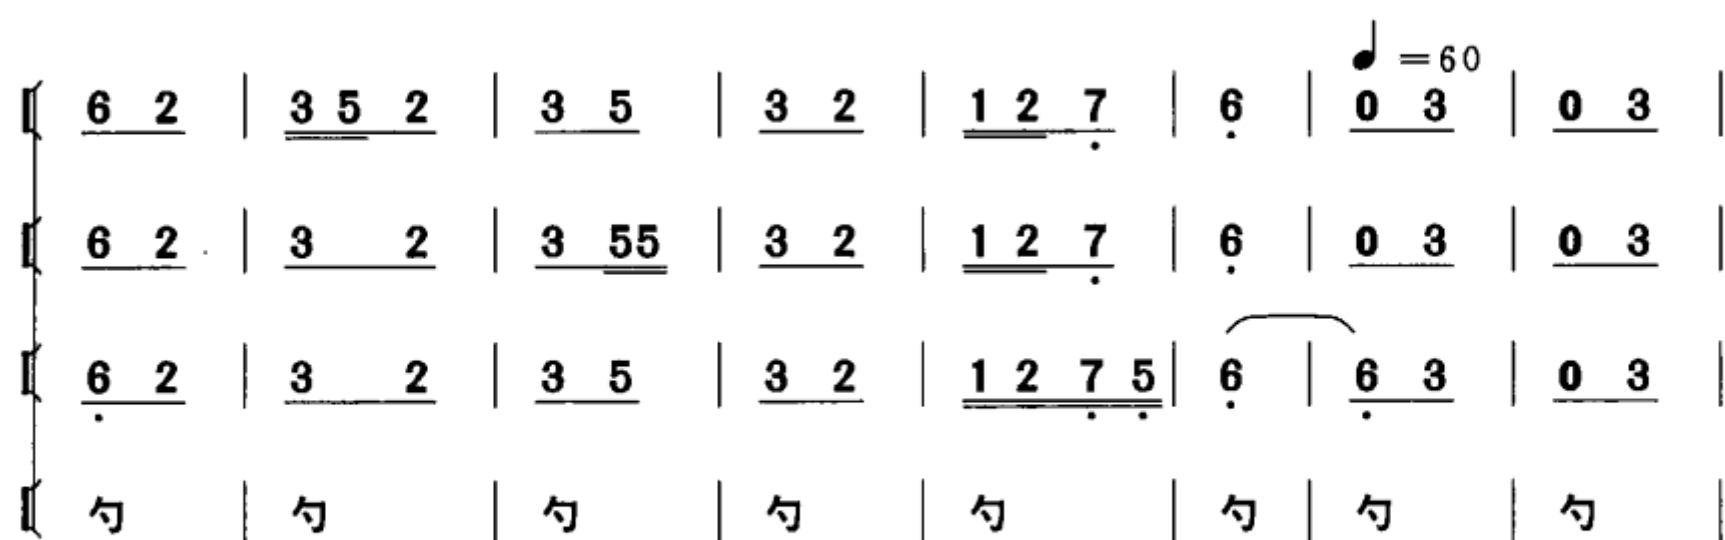 ♩ =60
6 2 | 3 5 2 | 3 5 | 3 2 | 1 2 7̣ | 6̣ | 0 3 | 0 3 |
6 2 | 3 2 | 3 55 | 3 2 | 1 2 7̣ | 6̣ | 0 3 | 0 3 |
6̣ 2 | 3 2 | 3 5 | 3 2 | 1 2 7̣ 5̣ | 6̣ | 6̣ 3 | 0 3 |
勺 | 勺 | 勺 | 勺 | 勺 | 勺 | 勺 | 勺 |